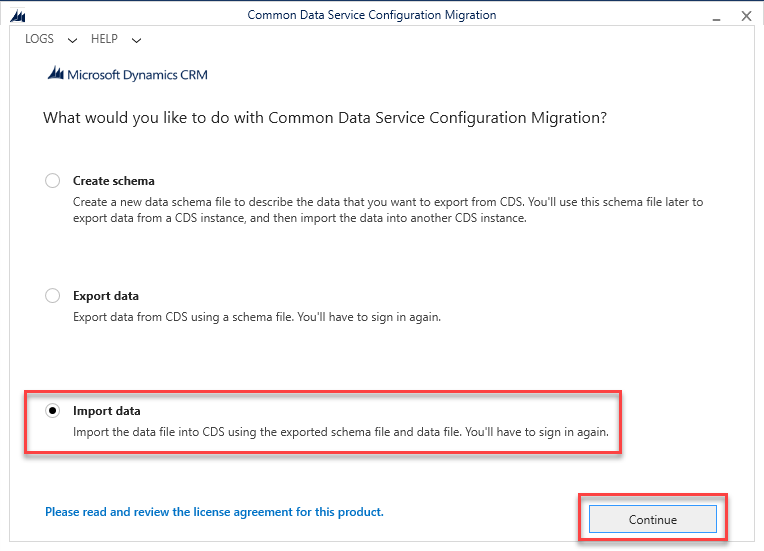 Common Data Service Configuration Migration
LOGS HELP
Microsoft Dynamics CRM
What would you like to do with Common Data Service Configuration Migration?
Create schema
Create a new data schema file to describe the data that you want to export from CDS. You'll use this schema file later to
export data from a CDS instance, and then import the data into another CDS instance.
Export data
Export data from CDS using a schema file. You'll have to sign in again.
Import data
Import the data file into CDS using the exported schema file and data file. You'll have to sign in again.
Please read and review the license agreement for this product.
Continue